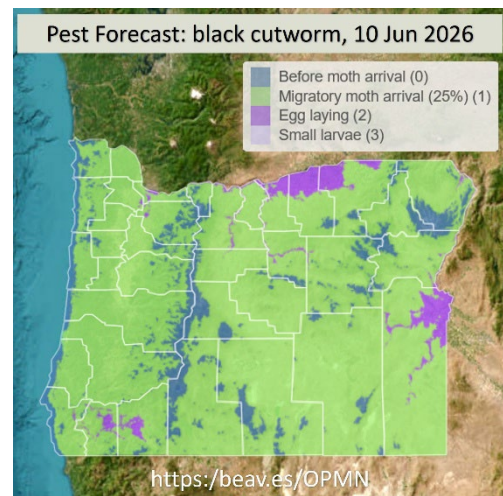 Pest Forecast: black cutworm, 10 Jun 2026
Before moth arrival (0)
Migratory moth arrival (25%) (1)
Egg laying (2)
Small larvae (3)
https:/beav.es/OPMN